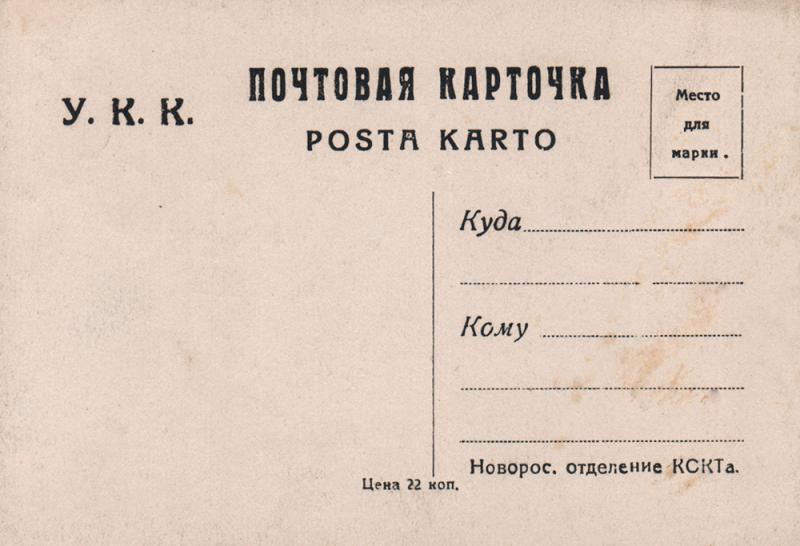 У. К. К.
ПОЧТОВАЯ КАРТОЧКА
POSTA KARTO
Место
для
марки.
Куда
Кому
Новорос. отделение КСКТа.
Цена 22 коп.